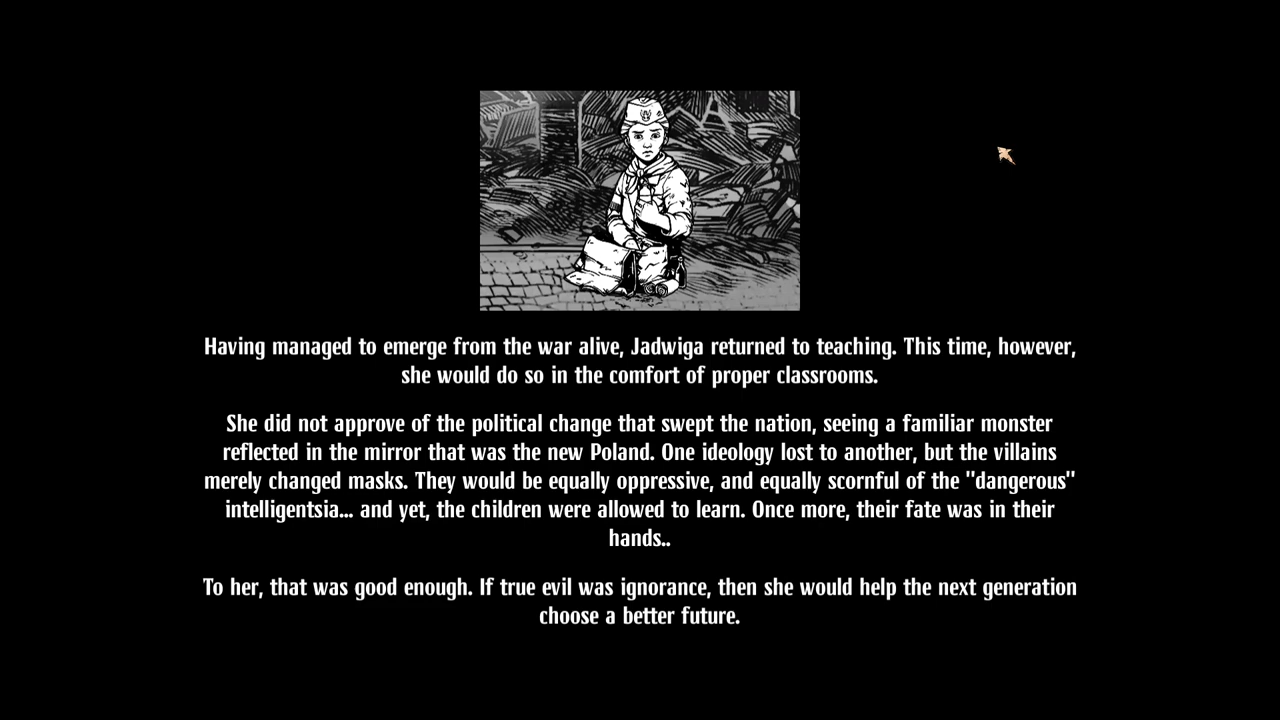 Having managed to emerge from the war alive, Jadwiga returned to teaching. This time, however,
she would do so in the comfort of proper classrooms.
She did not approve of the political change that swept the nation, seeing a familiar monster
reflected in the mirror that was the new Poland. One ideology lost to another, but the villains
merely changed masks. They would be equally oppressive, and equally scornful of the "dangerous"
intelligentsia... and yet, the children were allowed to learn. Once more, their fate was in their
hands..
To her, that was good enough. If true evil was ignorance, then she would help the next generation
choose a better future.